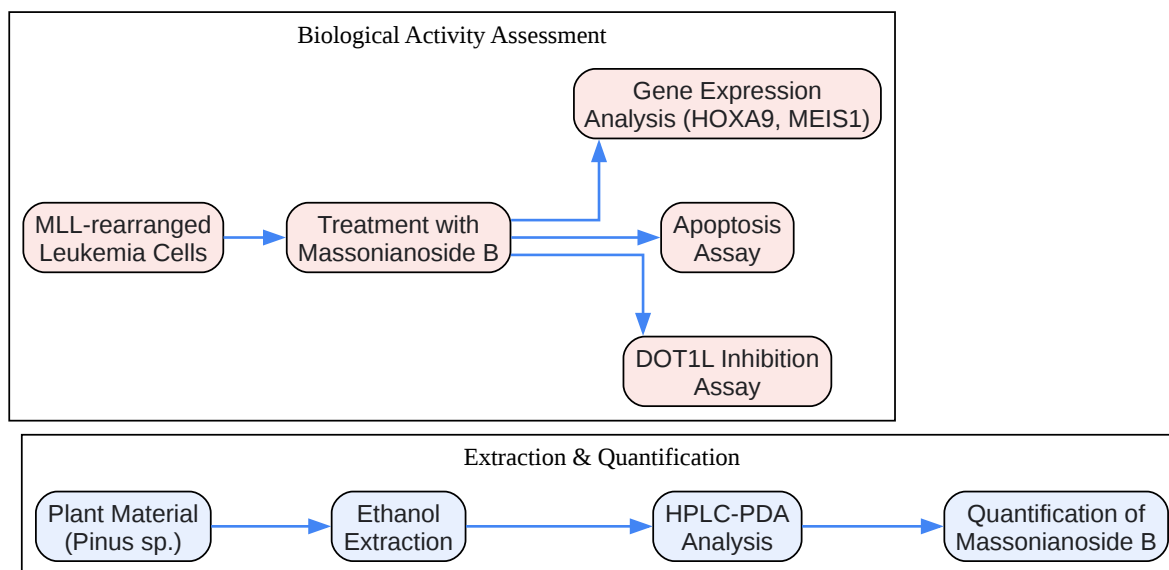 Biological Activity Assessment
Gene Expression
Analysis (HOXA9, MEIS1)
MLL-rearranged
Leukemia Cells
Treatment with
Massonianoside B
Apoptosis
Assay
DOT1L Inhibition
Assay
Extraction & Quantification
Plant Material
(Pinus sp.)
Ethanol
Extraction
HPLC-PDA
Analysis
Quantification of
Massonianoside B